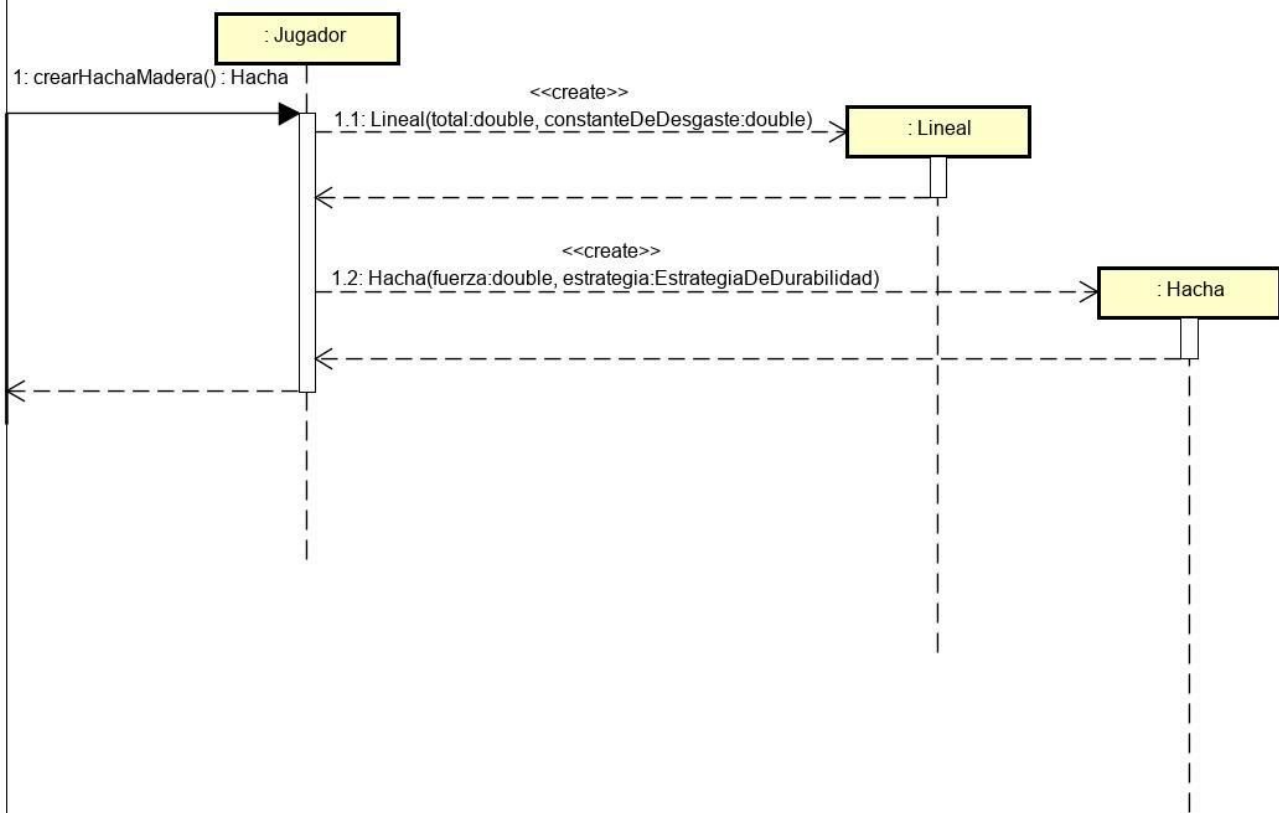 : Jugador
1: crearHachaMadera() : Hacha
<<create>>
1.1: Lineal(total:double, constanteDeDesgaste:double)
: Lineal
<<create>>
1.2: Hacha(fuerza:double, estrategia:EstrategiaDeDurabilidad)
: Hacha